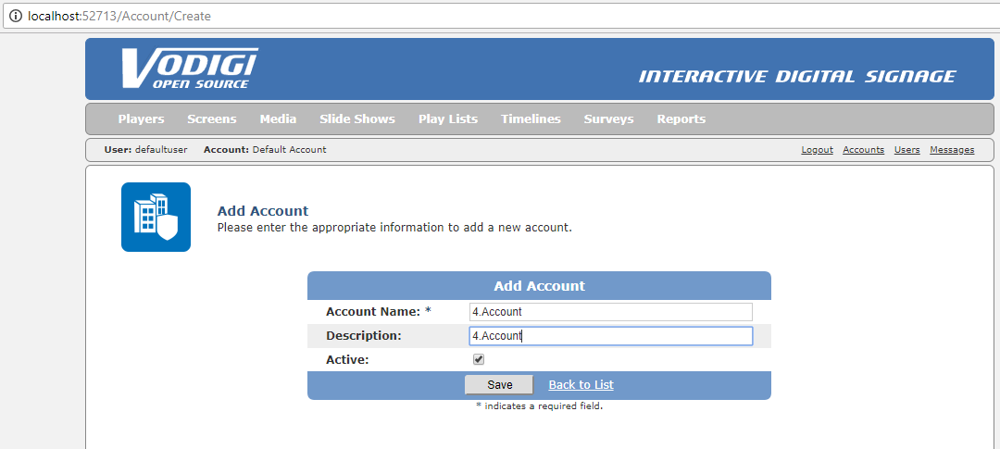 localhost:52713/Account/Create
VODIGI
OPEN SOURCE
INTERACTIVE DIGITAL SIGNAGE
Players Screens Media Slide Shows Play Lists Timelines Surveys Reports
User: defaultuser Account: Default Account Logout Accounts Users Messages
Add Account
Please enter the appropriate information to add a new account.
Add Account
Account Name: * 4.Account
Description: 4.Account
Active:
Save Back to List
* indicates a required field.